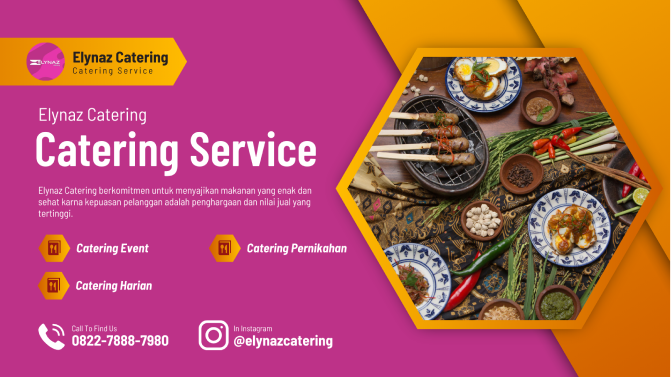 ELYNAZ
Elynaz Catering
Catering Service
Elynaz Catering
Catering Service
Elynaz Catering berkomitmen untuk menyajikan makanan yang enak dan
sehat karna kepuasan pelanggan adalah penghargaan dan nilai jual yang
tertinggi.
Catering Event
Catering Pernikahan
Catering Harian
Call To Find Us
0822-7888-7980
In Instagram
@elynazcatering